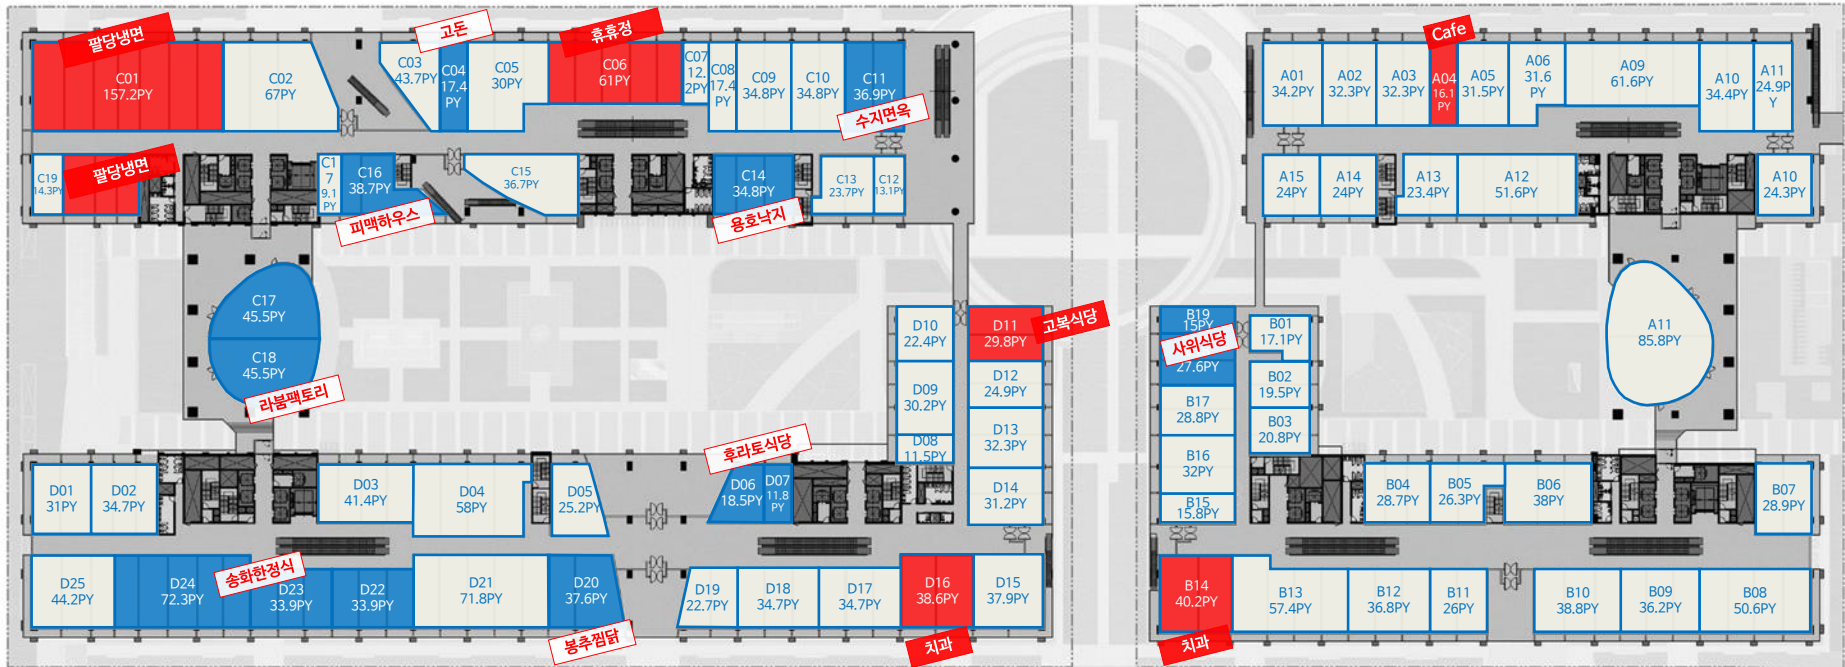 팔당냉면
C01
157.2PY
C02
67PY
C03
43.7PY
고돈
C04
17.4
PY
C05
30PY
휴휴정
C06
61PY
C07
12.
2PY
C08
17.4
PY
C09
34.8PY
C10
34.8PY
C11
36.9PY
수지면옥
C19
14.3PY
팔당냉면
C1
7
9.1
PY
C16
38.7PY
피맥하우스
C15
36.7PY
C14
34.8PY
용호낙지
C13
23.7PY
C12
13.1PY
C17
45.5PY
C18
45.5PY
라붐팩토리
D10
22.4PY
D11
29.8PY
고복식당
D09
30.2PY
D12
24.9PY
D08
11.5PY
D13
32.3PY
D14
31.2PY
D01
31PY
D02
34.7PY
D03
41.4PY
D04
58PY
D05
25.2PY
후라토식당
D06
18.5PY
D07
11.8
PY
D25
44.2PY
D24
72.3PY
송화한정식
D23
33.9PY
D22
33.9PY
D21
71.8PY
D20
37.6PY
봉추찜닭
D19
22.7PY
D18
34.7PY
D17
34.7PY
D16
38.6PY
치과
D15
37.9PY
A01
34.2PY
A02
32.3PY
A03
32.3PY
Cafe
A04
16.1
PY
A05
31.5PY
A06
31.6
PY
A09
61.6PY
A10
34.4PY
A11
24.9P
Y
A15
24PY
A14
24PY
A13
23.4PY
A12
51.6PY
A10
24.3PY
A11
85.8PY
B19
15PY
사위식당
27.6PY
B01
17.1PY
B02
19.5PY
B17
28.8PY
B03
20.8PY
B16
32PY
B15
15.8PY
B04
28.7PY
B05
26.3PY
B06
38PY
B07
28.9PY
B14
40.2PY
치과
B13
57.4PY
B12
36.8PY
B11
26PY
B10
38.8PY
B09
36.2PY
B08
50.6PY